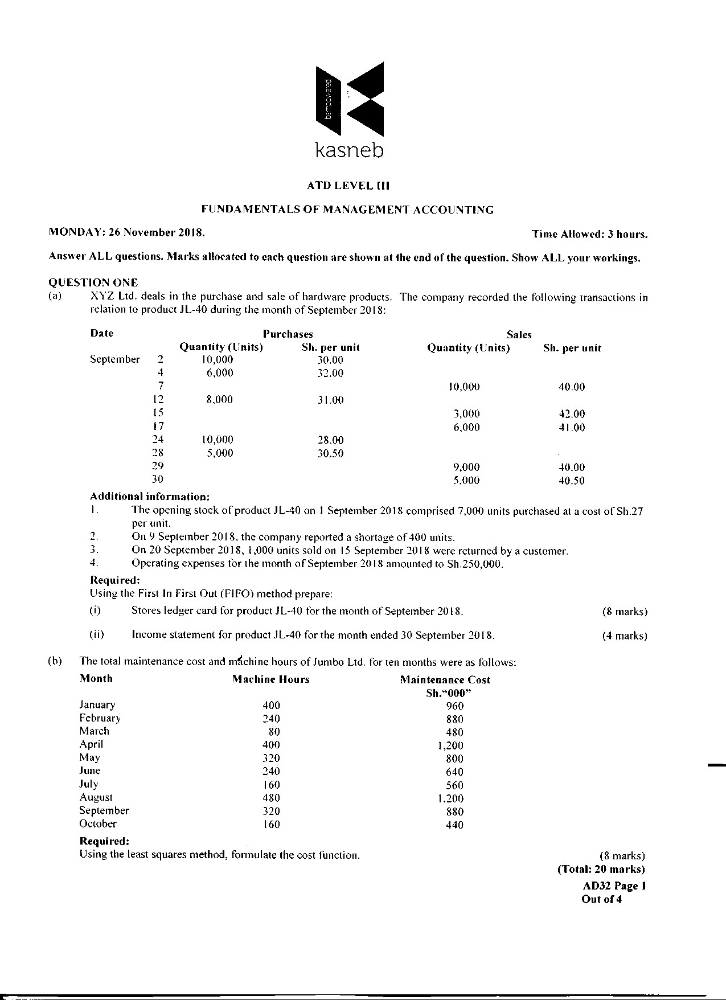 bempowered
kasneb
ATD LEVEL III
FUNDAMENTALS OF MANAGEMENT ACCOUNTING
MONDAY: 26 November 2018. Time Allowed: 3 hours.
Answer ALL questions. Marks allocated to each question are shown at the end of the question. Show ALL your workings.
QUESTION ONE
(a) XYZ Ltd. deals in the purchase and sale of hardware products. The company recorded the following transactions in
relation to product JL-40 during the month of September 2018:
Date Purchases Sales
Quantity (Units) Sh. per unit Quantity (Units) Sh. per unit
September 2 10,000 30.00
4 6,000 32.00
7 10,000 40.00
12 8,000 31.00
15 3,000 42.00
17 6,000 41.00
24 10,000 28.00
28 5,000 30.50
29 9,000 40.00
30 5,000 40.50
Additional information:
1. The opening stock of product JL-40 on 1 September 2018 comprised 7,000 units purchased at a cost of Sh.27
per unit.
2. On 9 September 2018, the company reported a shortage of 400 units.
3. On 20 September 2018, 1,000 units sold on 15 September 2018 were returned by a customer.
4. Operating expenses for the month of September 2018 amounted to Sh.250,000.
Required:
Using the First In First Out (FIFO) method prepare:
(i) Stores ledger card for product JL-40 for the month of September 2018. (8 marks)
(ii) Income statement for product JL-40 for the month ended 30 September 2018. (4 marks)
(b) The total maintenance cost and machine hours of Jumbo Ltd. for ten months were as follows:
Month Machine Hours Maintenance Cost
Sh.“000”
January 400 960
February 240 880
March 80 480
April 400 1,200
May 320 800
June 240 640
July 160 560
August 480 1,200
September 320 880
October 160 440
Required:
Using the least squares method, formulate the cost function. (8 marks)
(Total: 20 marks)
AD32 Page 1
Out of 4